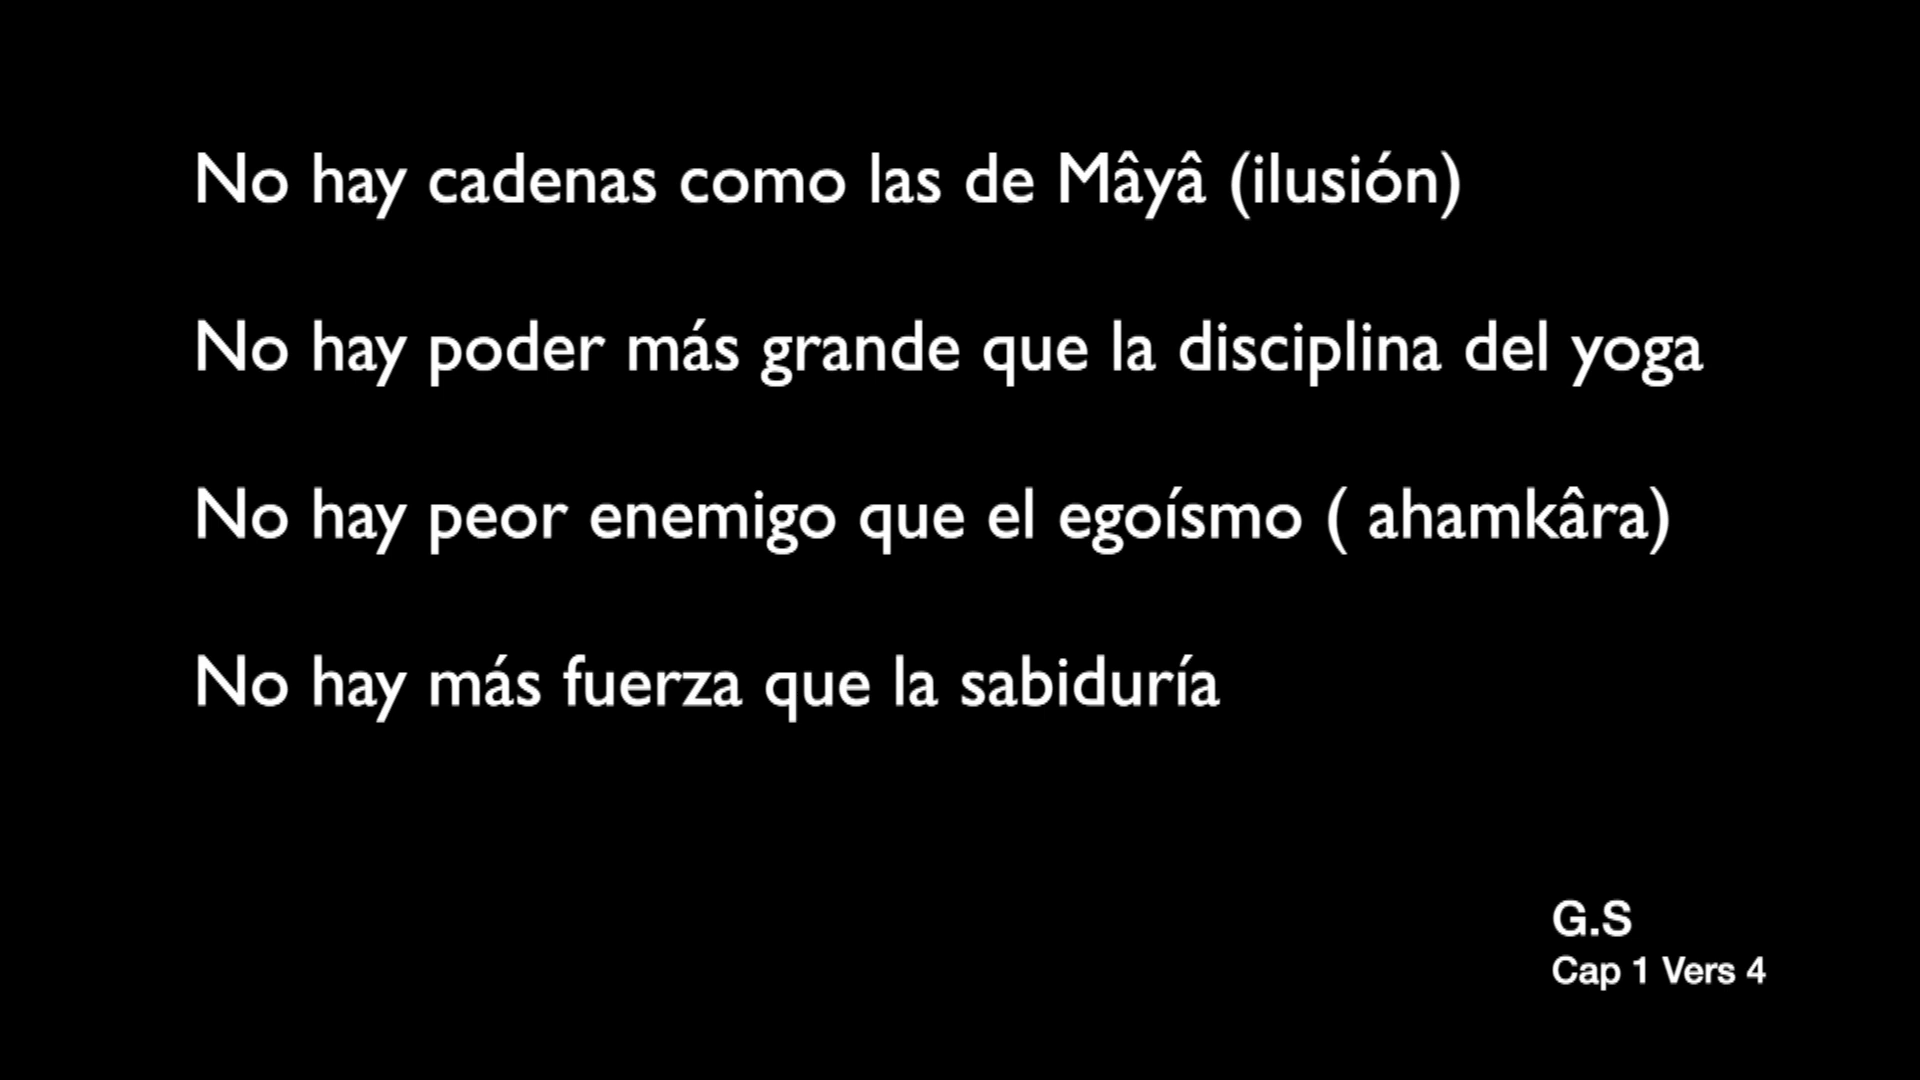 No hay cadenas como las de Mâyâ (ilusión)
No hay poder más grande que la disciplina del yoga
No hay peor enemigo que el egoísmo ( ahamkâra)
No hay más fuerza que la sabiduría
G.S
Cap 1 Vers 4